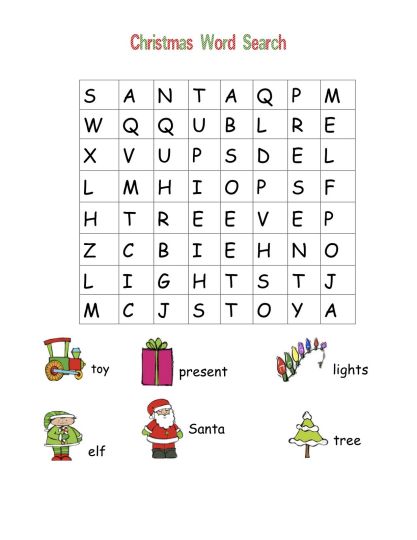 Christmas Word Search
S A N T A Q P M
W Q Q U B L R E
X V U P S D E L
L M H I O P S F
H T R E E V E P
Z C B I E H N O
L I G H T S T J
M C J S T O Y A
toy present lights
elf Santa tree